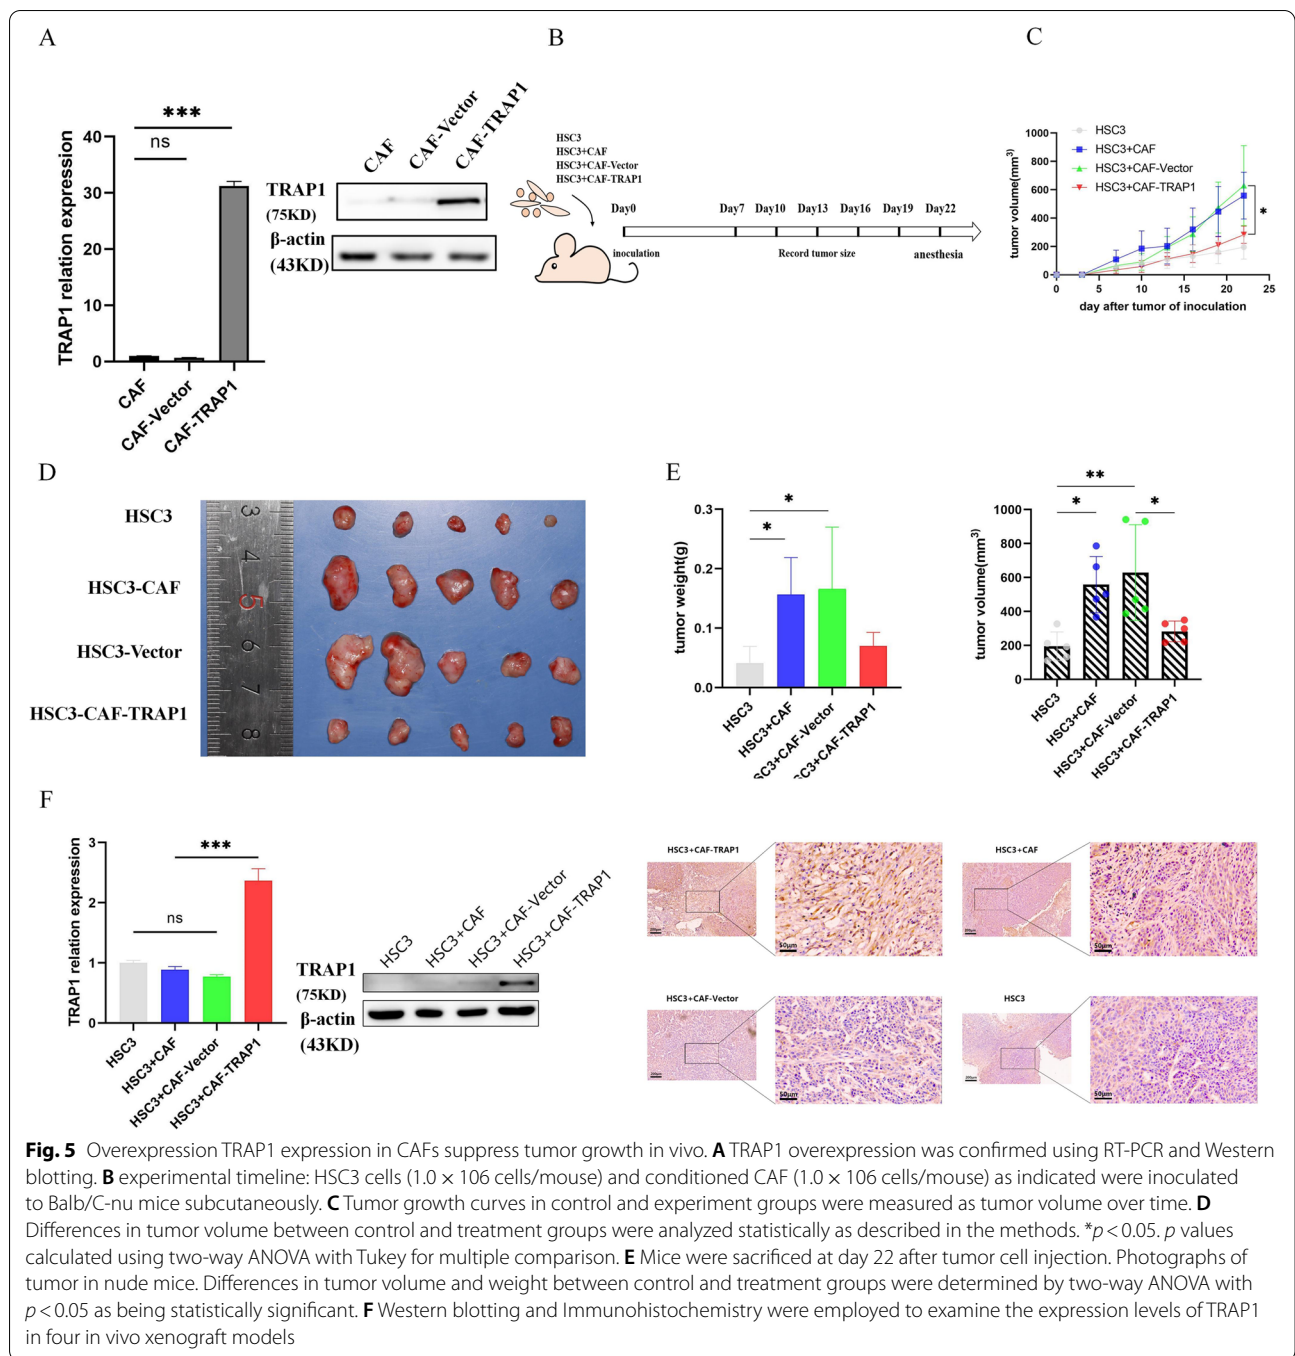 A
***
ns
40
30
20
10
0
TRAP1 relation expression
CAF
CAF-Vector
CAF-TRAP1
CAF
CAF-Vector
CAF-TRAP1
TRAP1
(75KD)
β-actin
(43KD)
B
HSC3
HSC3+CAF
HSC3+CAF-Vector
HSC3+CAF-TRAP1
Day0
Day7
Day10
Day13
Day16
Day19
Day22
inoculation
Record tumor size
anesthesia
C
HSC3
HSC3+CAF
HSC3+CAF-Vector
HSC3+CAF-TRAP1
1000
800
600
400
200
0
tumor volume(mm3)
*
0
5
10
15
20
25
day after tumor of inoculation
D
HSC3
HSC3-CAF
HSC3-Vector
HSC3-CAF-TRAP1
3
4
5
6
7
8
E
*
*
0.3
0.2
0.1
0.0
tumor weight(g)
HSC3
HSC3+CAF
HSC3+CAF-Vector
HSC3+CAF-TRAP1
**
*
*
1000
800
600
400
200
0
tumor volume(mm3)
HSC3
HSC3+CAF
HSC3+CAF-Vector
HSC3+CAF-TRAP1
F
***
ns
3
2
1
0
TRAP1 relation expression
HSC3
HSC3+CAF
HSC3+CAF-Vector
HSC3+CAF-TRAP1
HSC3
HSC3+CAF
HSC3+CAF-Vector
HSC3+CAF-TRAP1
TRAP1
(75KD)
β-actin
(43KD)
HSC3+CAF-TRAP1
200μm
50μm
HSC3+CAF
200μm
50μm
HSC3+CAF-Vector
200μm
50μm
HSC3
200μm
50μm
Fig. 5 Overexpression TRAP1 expression in CAFs suppress tumor growth in vivo. A TRAP1 overexpression was confirmed using RT-PCR and Western
blotting. B experimental timeline: HSC3 cells (1.0 × 106 cells/mouse) and conditioned CAF (1.0 × 106 cells/mouse) as indicated were inoculated
to Balb/C-nu mice subcutaneously. C Tumor growth curves in control and experiment groups were measured as tumor volume over time. D
Differences in tumor volume between control and treatment groups were analyzed statistically as described in the methods. *p < 0.05. p values
calculated using two-way ANOVA with Tukey for multiple comparison. E Mice were sacrificed at day 22 after tumor cell injection. Photographs of
tumor in nude mice. Differences in tumor volume and weight between control and treatment groups were determined by two-way ANOVA with
p < 0.05 as being statistically significant. F Western blotting and Immunohistochemistry were employed to examine the expression levels of TRAP1
in four in vivo xenograft models